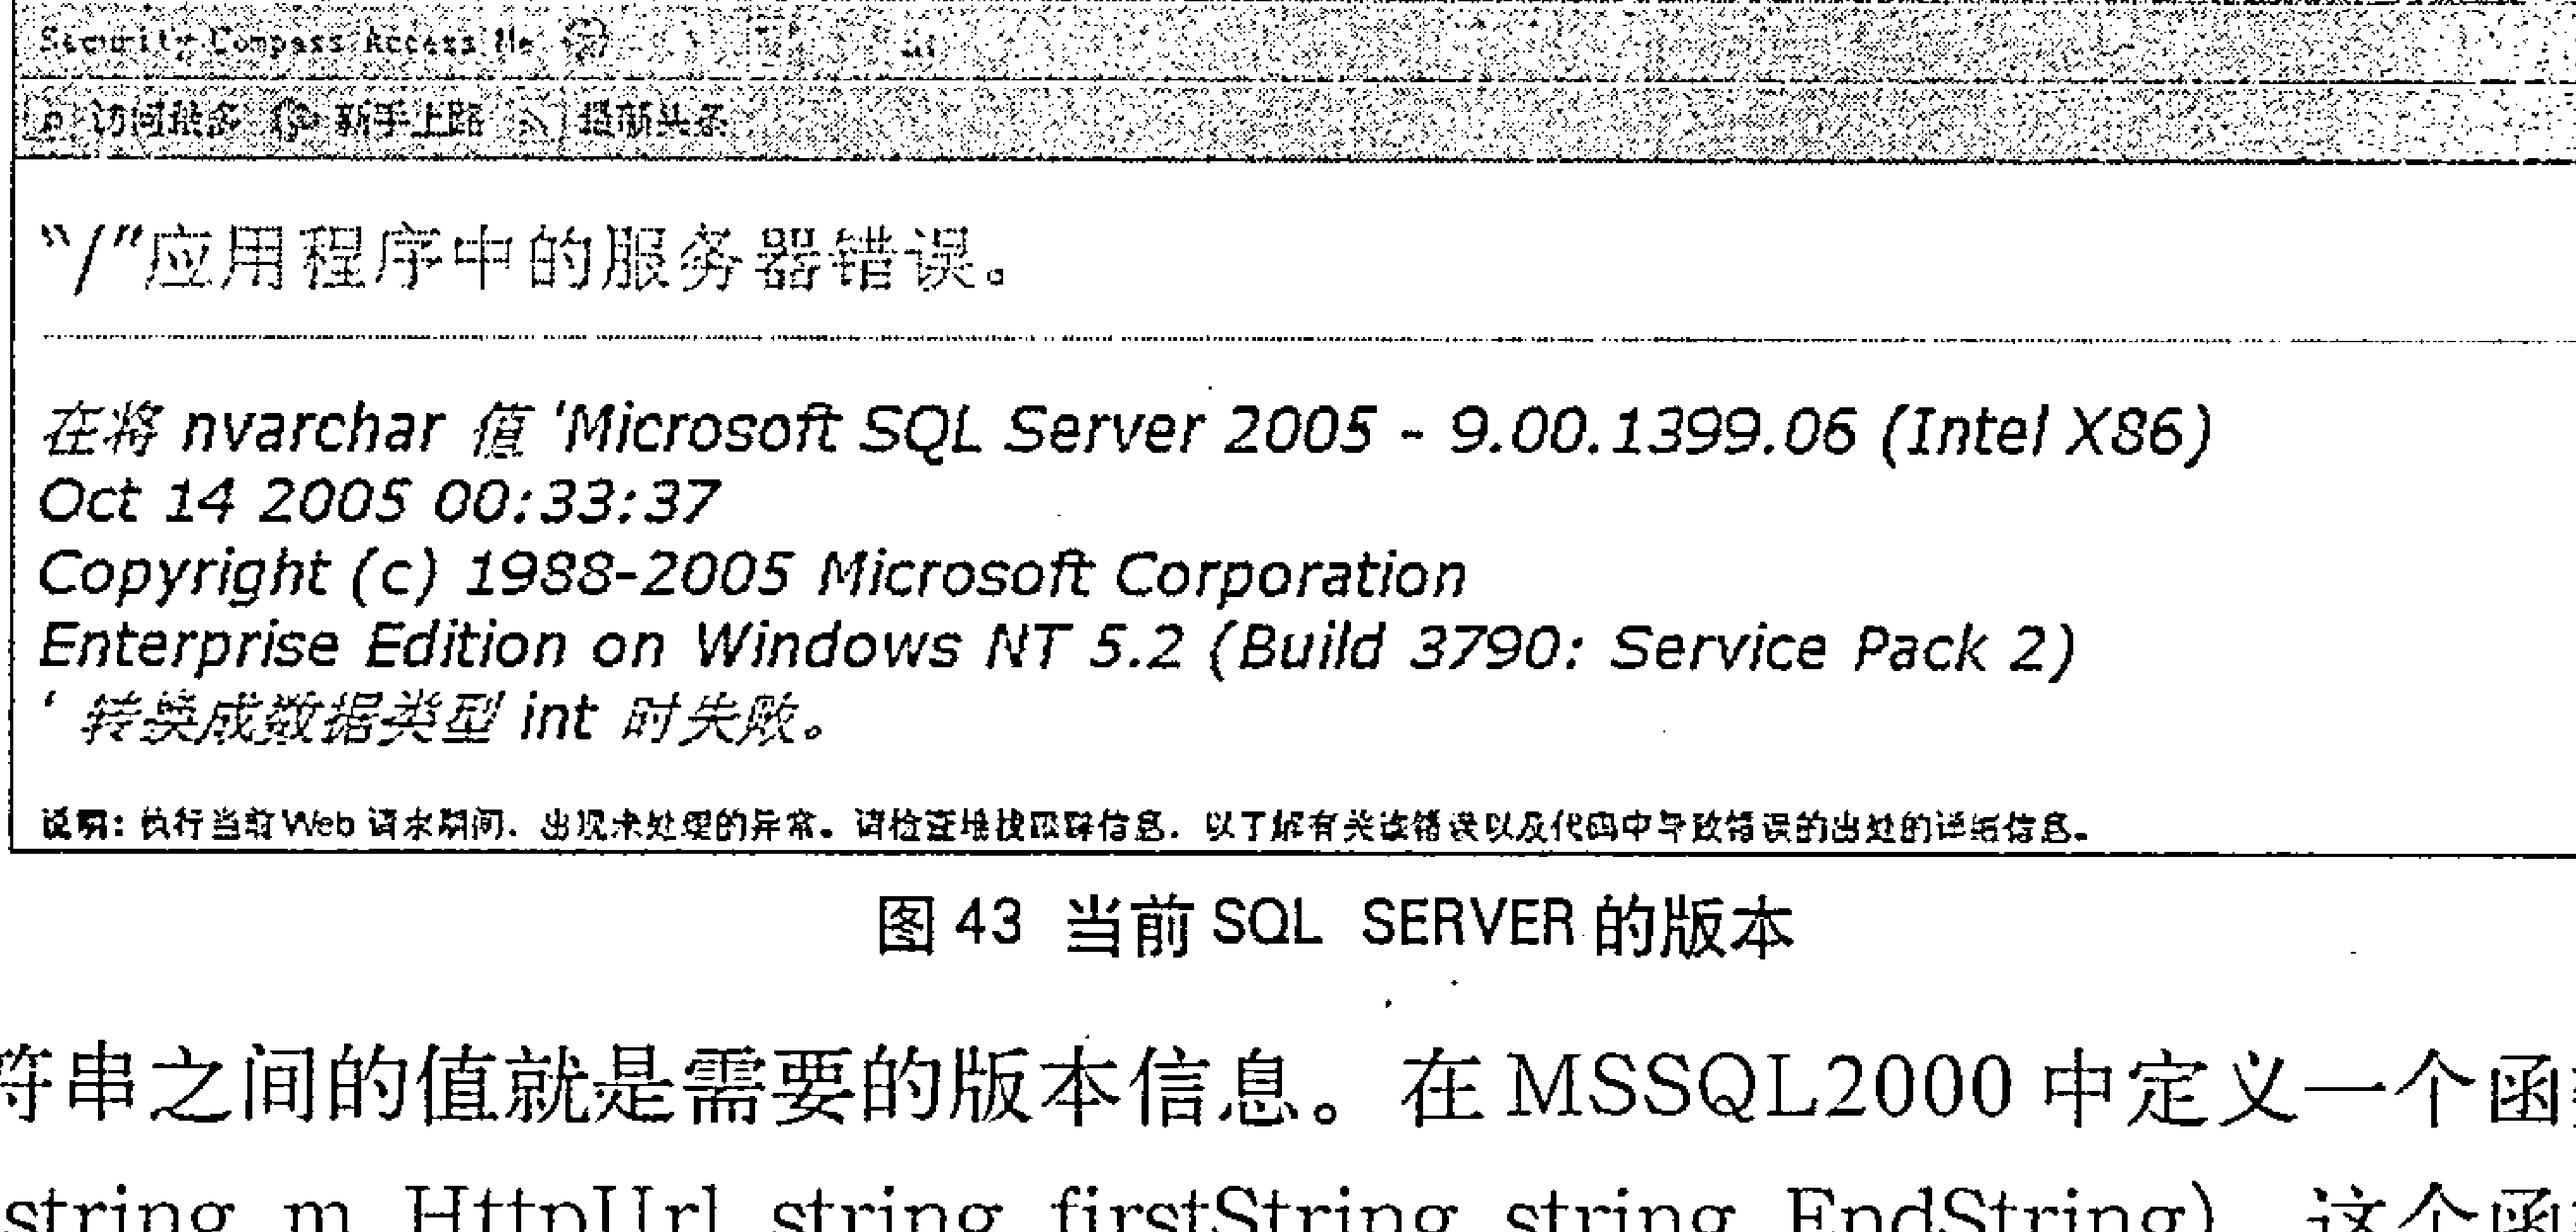 Security Compass Access Me
访问最多 新手上路 最新头条
“/”应用程序中的服务器错误。
在将 nvarchar 值 'Microsoft SQL Server 2005 - 9.00.1399.06 (Intel X86)
Oct 14 2005 00:33:37
Copyright (c) 1988-2005 Microsoft Corporation
Enterprise Edition on Windows NT 5.2 (Build 3790: Service Pack 2)
' 转换成数据类型 int 时失败。
说明: 执行当前 Web 请求期间，出现未处理的异常。请检查堆栈跟踪信息，以了解有关该错误以及代码中导致错误的出处的详细信息。
图 43 当前 SQL SERVER 的版本
符串之间的值就是需要的版本信息。在 MSSQL2000 中定义一个函
string m_HttpUrl string firstString string EndString) 这个函